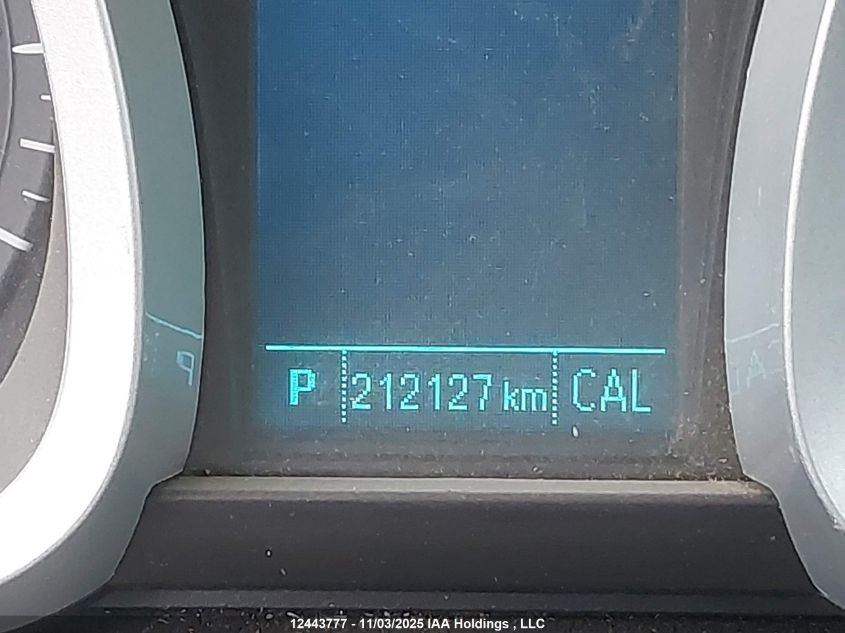 P 212127 km CAL
12443777 - 11/03/2025 IAA Holdings , LLC